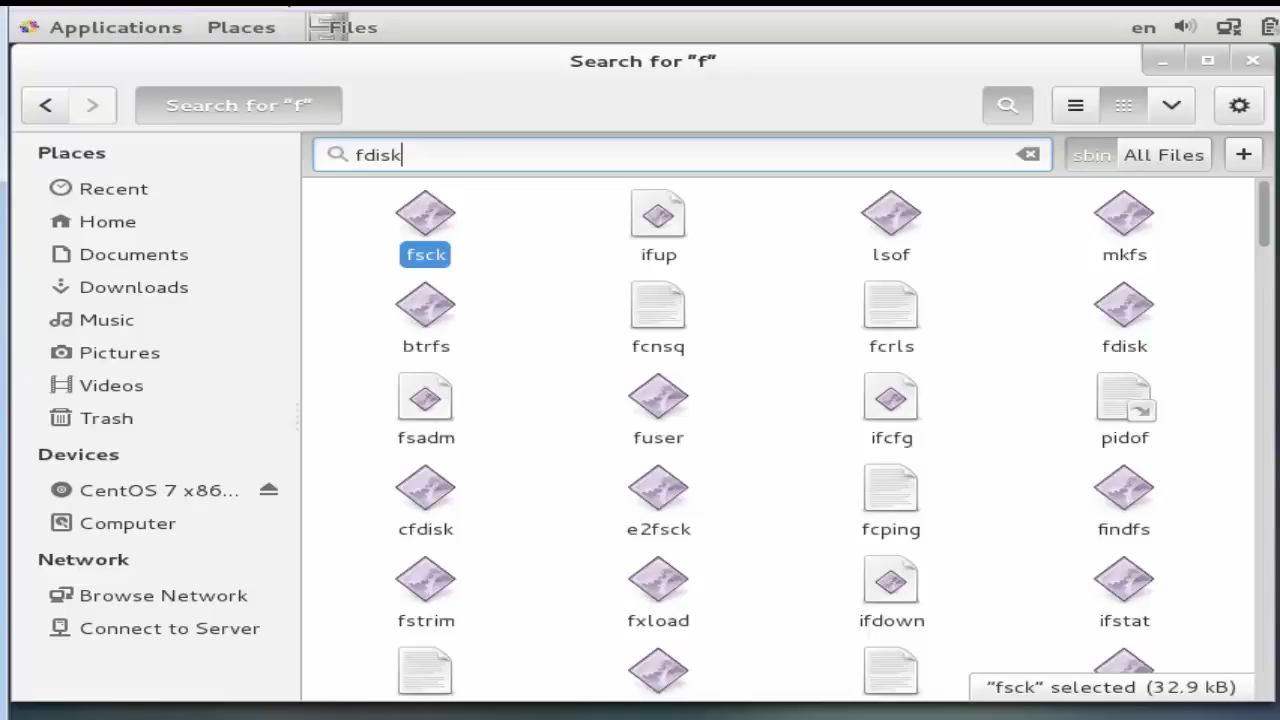 Applications Places Files en
Search for "f"
Search for "f"
fdisk sbin All Files +
Places
Recent
Home
Documents
Downloads
Music
Pictures
Videos
Trash
Devices
CentOS 7 x86...
Computer
Network
Browse Network
Connect to Server
fsck ifup lsof mkfs
btrfs fcnsq fcrls fdisk
fsadm fuser ifcfg pidof
cfdisk e2fsck fcping findfs
fstrim fxload ifdown ifstat
"fsck" selected (32.9 kB)